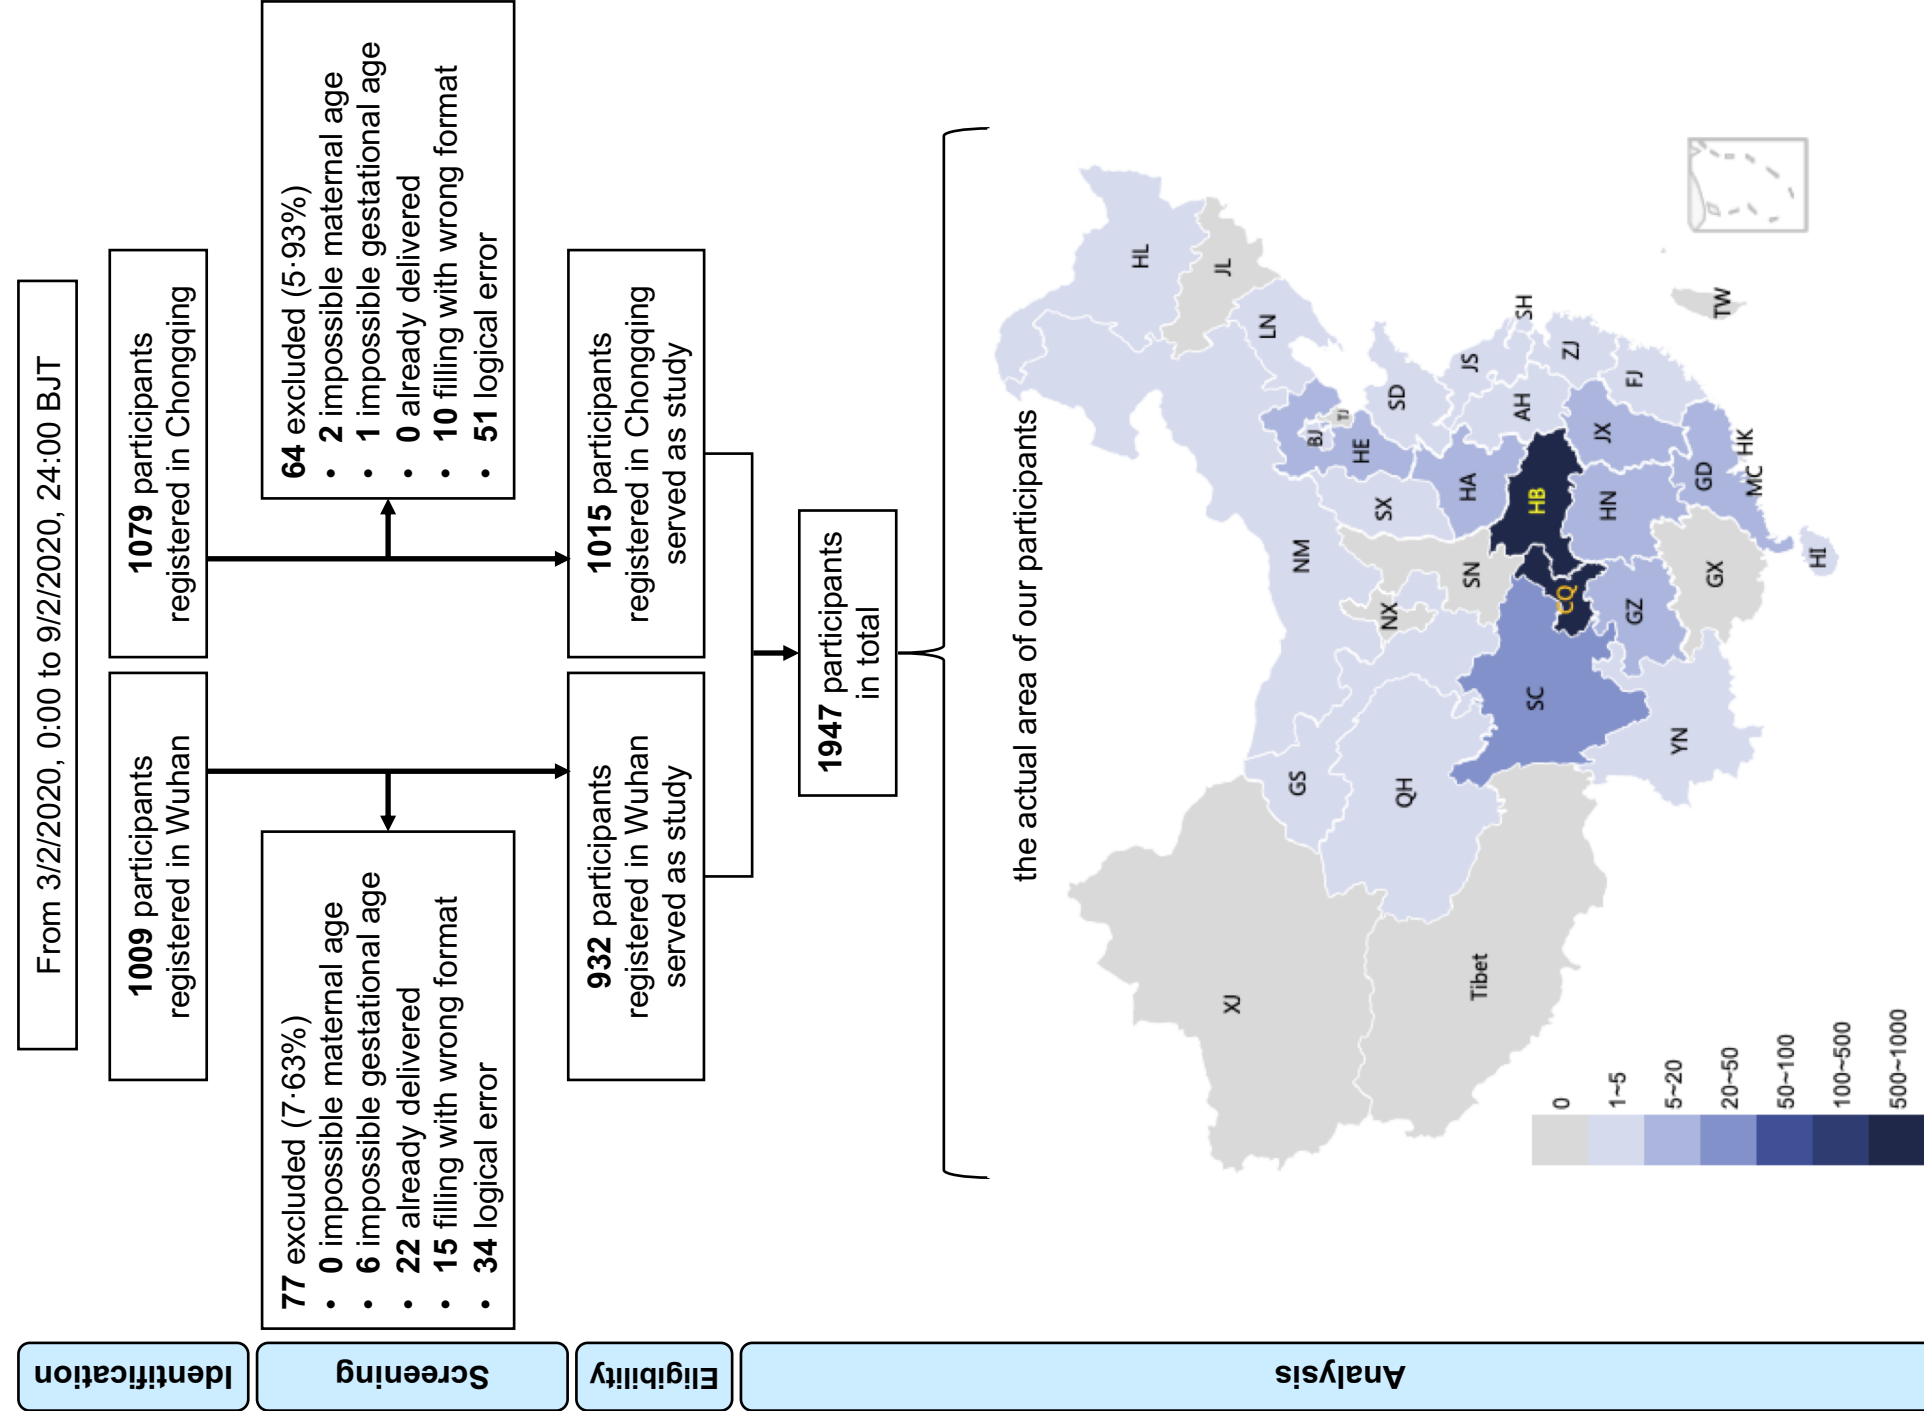 From 3/2/2020, 0:00 to 9/2/2020, 24:00 BJT
Identification
1009 participants
registered in Wuhan
1079 participants
registered in Chongqing
Screening
77 excluded (7·63%)
• 0 impossible maternal age
• 6 impossible gestational age
• 22 already delivered
• 15 filling with wrong format
• 34 logical error
64 excluded (5·93%)
• 2 impossible maternal age
• 1 impossible gestational age
• 0 already delivered
• 10 filling with wrong format
• 51 logical error
Eligibility
932 participants
registered in Wuhan
served as study
1015 participants
registered in Chongqing
served as study
Analysis
1947 participants
in total
the actual area of our participants
HL
JL
LN
NM
XJ
GS
QH
Tibet
NX
SN
SX
BJ
TJ
HE
SD
HA
JS
SH
AH
ZJ
HB
CQ
SC
JX
FJ
HN
GZ
YN
GX
GD
MC
HK
HI
TW
0
1~5
5~20
20~50
50~100
100~500
500~1000